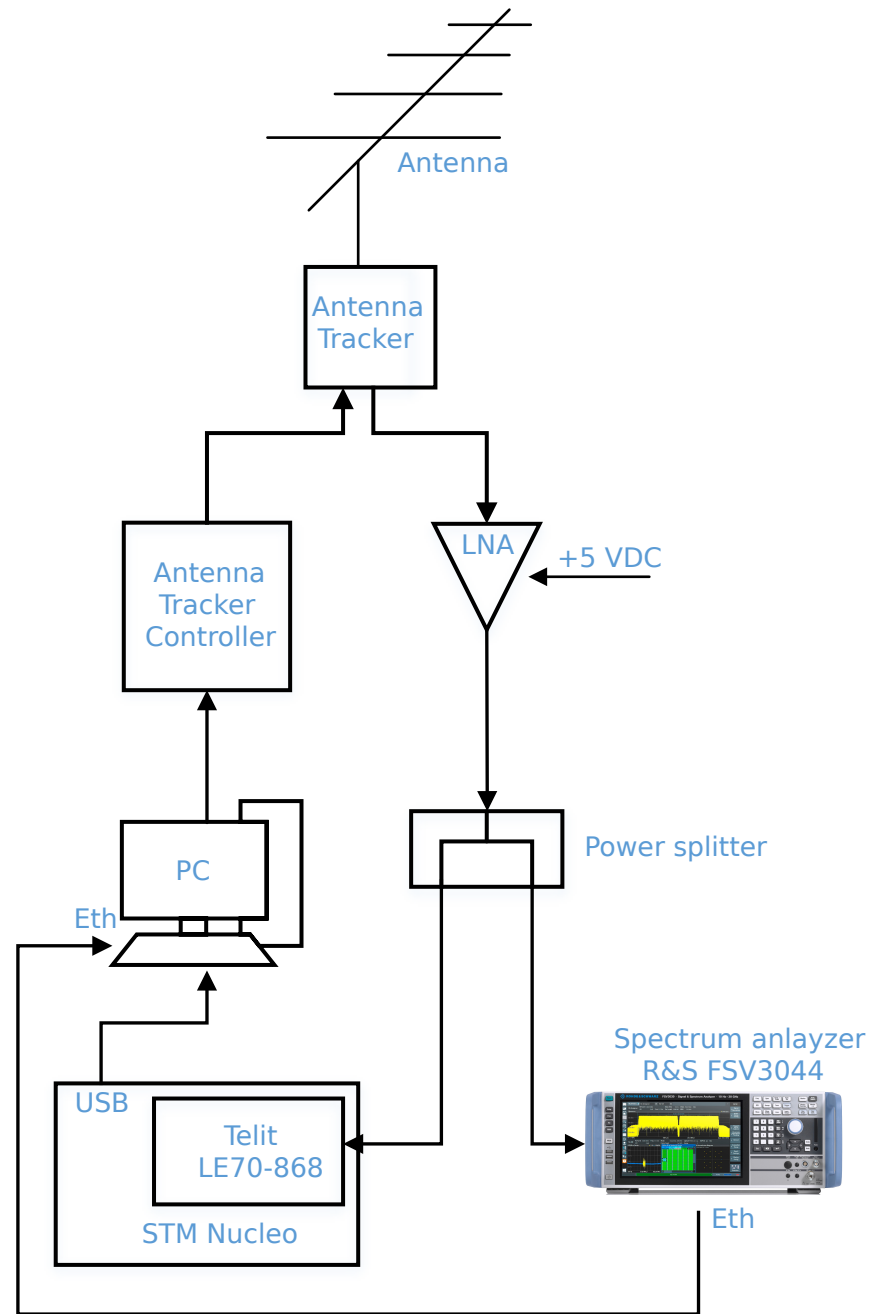 Antenna
Antenna
Tracker
LNA
+5 VDC
Antenna
Tracker
Controller
PC
Power splitter
Eth
Spectrum anlayzer
R&S FSV3044
USB
Telit
LE70-868
STM Nucleo
Eth